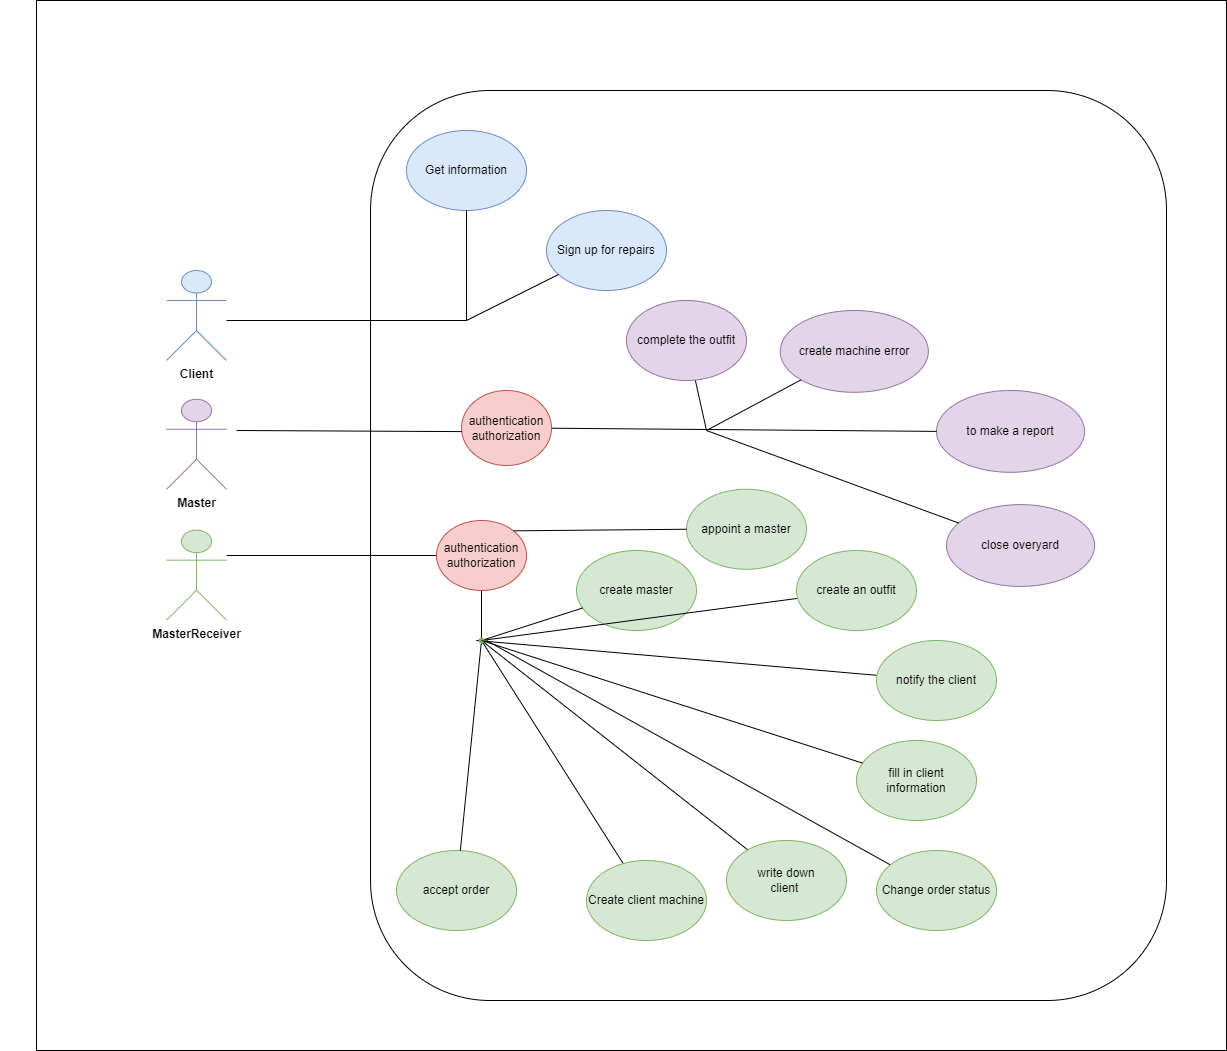 Get information
Sign up for repairs
Client
complete the outfit
create machine error
authentication
authorization
to make a report
Master
close overyard
appoint a master
authentication
authorization
MasterReceiver
create master
create an outfit
notify the client
fill in client
information
accept order
Create client machine
write down
client
Change order status